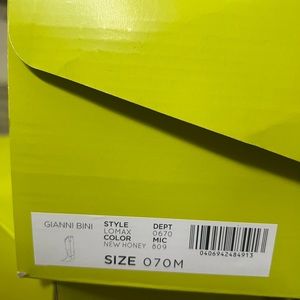 GIANNI BINI
STYLE DEPT
LOMAX 0670
COLOR MIC
NEW HONEY 809
SIZE 070M
0406942484913